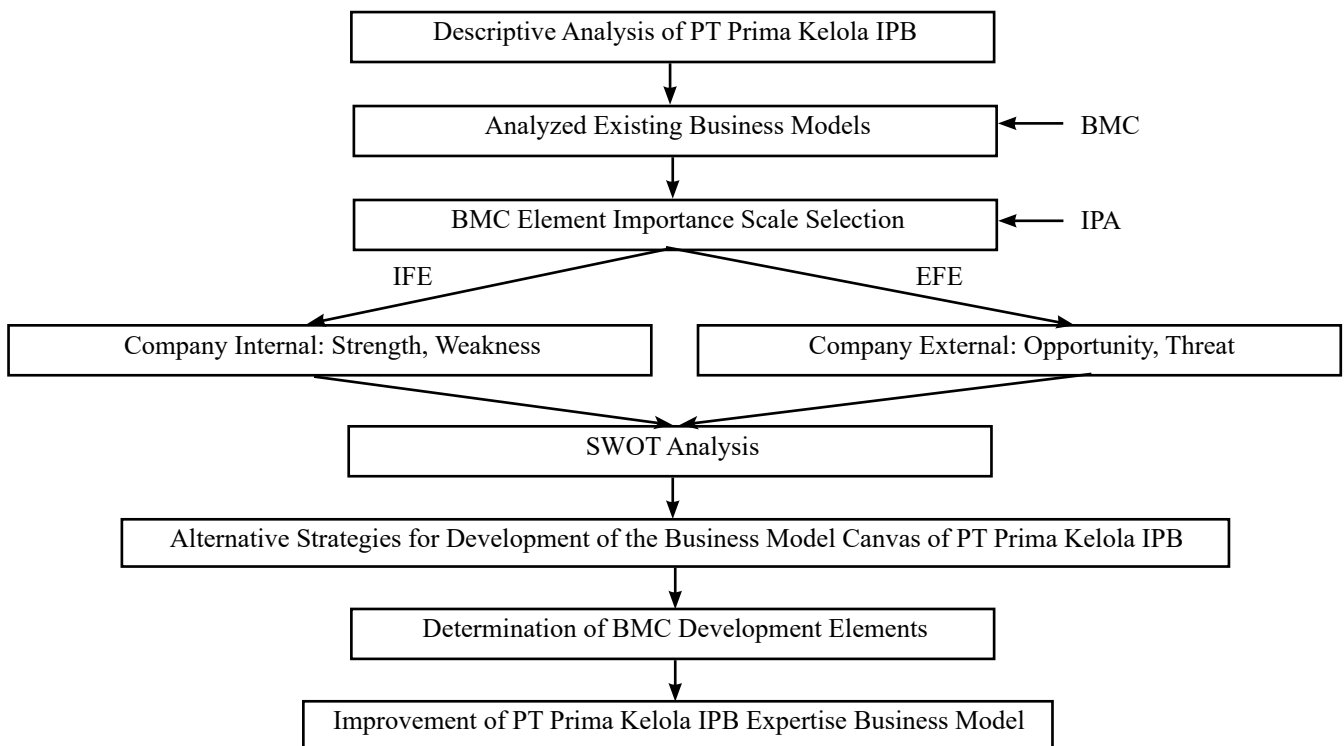 Descriptive Analysis of PT Prima Kelola IPB
Analyzed Existing Business Models
BMC
BMC Element Importance Scale Selection
IPA
IFE
EFE
Company Internal: Strength, Weakness
Company External: Opportunity, Threat
SWOT Analysis
Alternative Strategies for Development of the Business Model Canvas of PT Prima Kelola IPB
Determination of BMC Development Elements
Improvement of PT Prima Kelola IPB Expertise Business Model